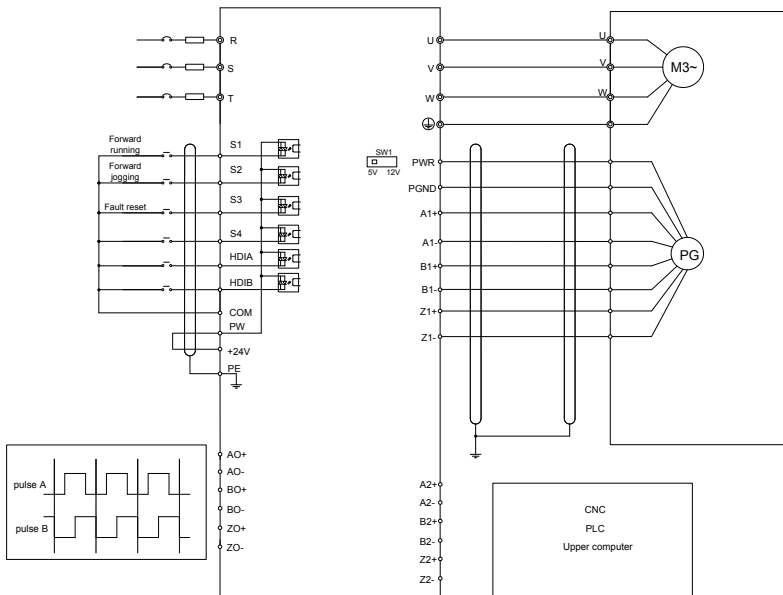 R
S
T
U
V
W
U
V
W
M3~
Forward
running
Forward
jogging
Fault reset
S1
S2
S3
S4
HDIA
HDIB
COM
PW
+24V
PE
SW1
5V 12V
PWR
PGND
A1+
A1-
B1+
B1-
Z1+
Z1-
PG
pulse A
pulse B
AO+
AO-
BO+
BO-
ZO+
ZO-
A2+
A2-
B2+
B2-
Z2+
Z2-
CNC
PLC
Upper computer